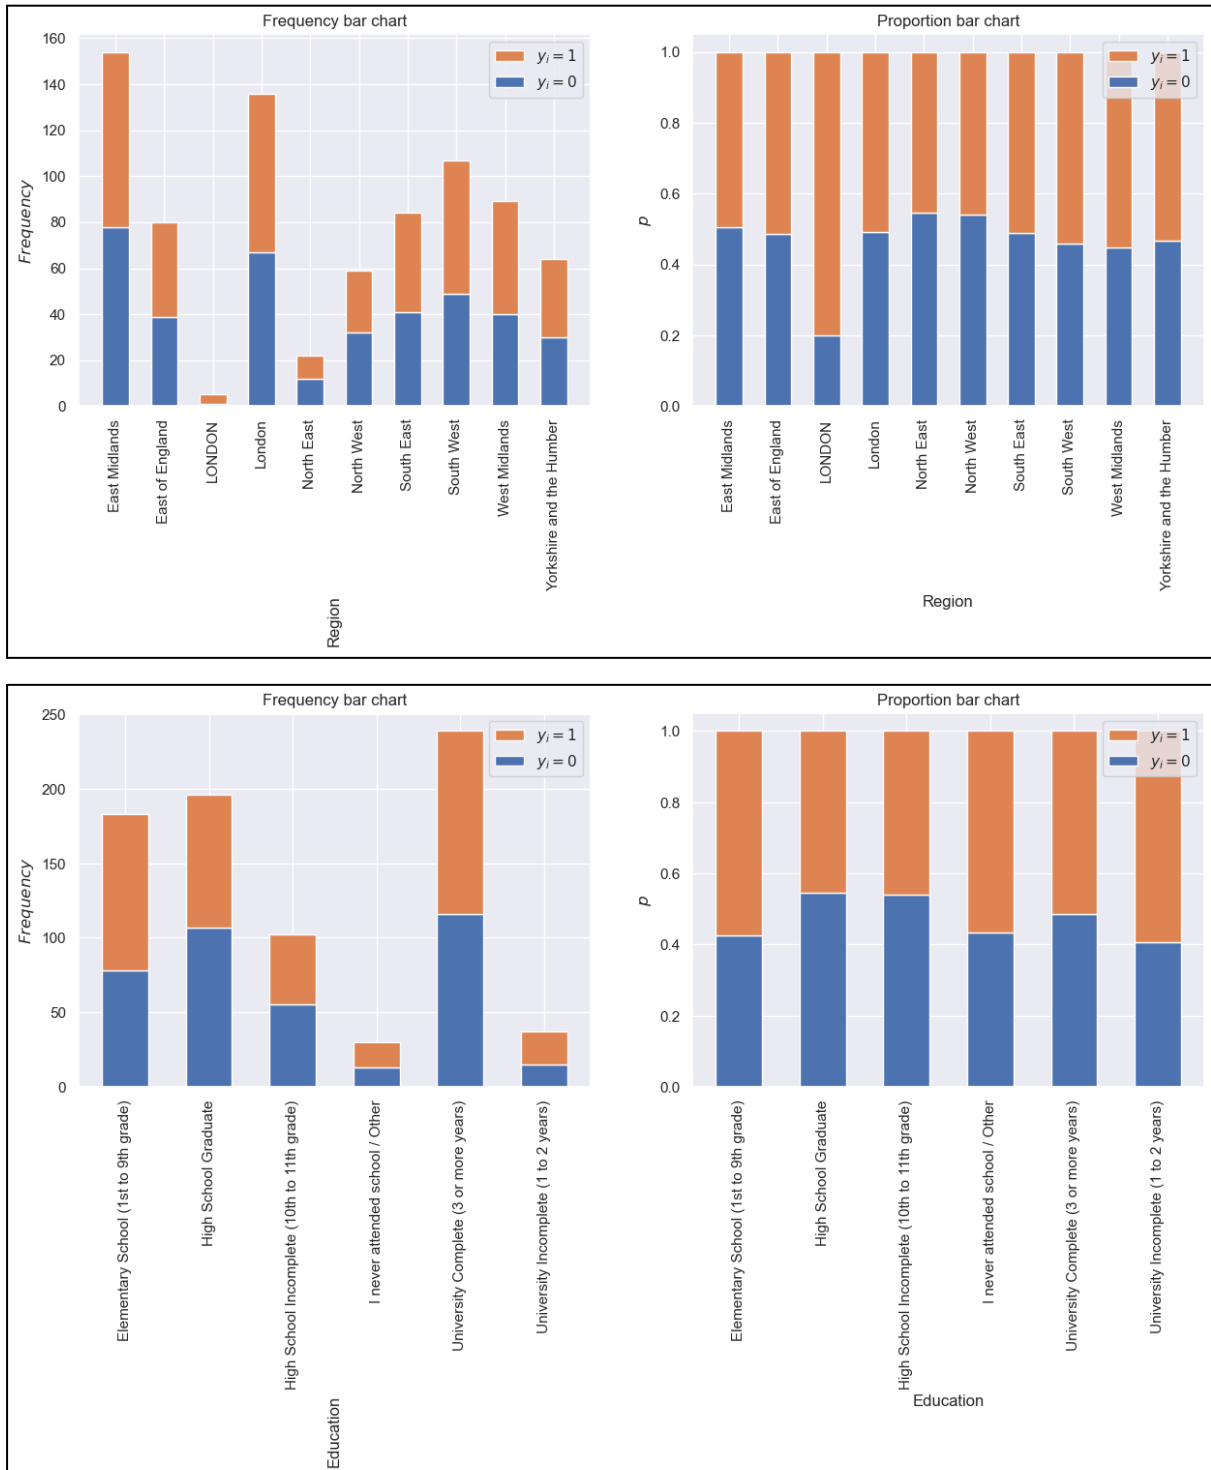 Frequency bar chart
Frequency
160
140
120
100
80
60
40
20
0
y_i = 1
y_i = 0
East Midlands
East of England
LONDON
London
North East
North West
South East
South West
West Midlands
Yorkshire and the Humber
Region
Proportion bar chart
p
1.0
0.8
0.6
0.4
0.2
0.0
y_i = 1
y_i = 0
East Midlands
East of England
LONDON
London
North East
North West
South East
South West
West Midlands
Yorkshire and the Humber
Region
Frequency bar chart
Frequency
250
200
150
100
50
0
y_i = 1
y_i = 0
Elementary School (1st to 9th grade)
High School Graduate
High School Incomplete (10th to 11th grade)
I never attended school / Other
University Complete (3 or more years)
University Incomplete (1 to 2 years)
Education
Proportion bar chart
p
1.0
0.8
0.6
0.4
0.2
0.0
y_i = 1
y_i = 0
Elementary School (1st to 9th grade)
High School Graduate
High School Incomplete (10th to 11th grade)
I never attended school / Other
University Complete (3 or more years)
University Incomplete (1 to 2 years)
Education